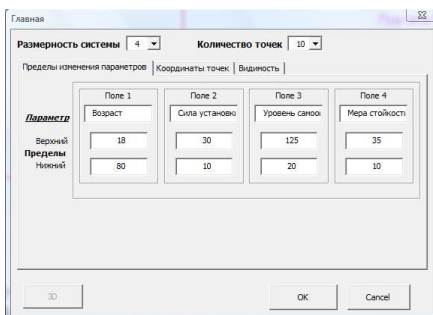 Главная
Размерность системы 4 Количество точек 10
Пределы изменения параметров Координаты точек Видимость
Поле 1 Поле 2 Поле 3 Поле 4
Параметр Возраст Сила установки Уровень самоо Мера стойкости
Верхний 18 30 125 35
Пределы
Нижний 80 10 20 10
3D OK Cancel